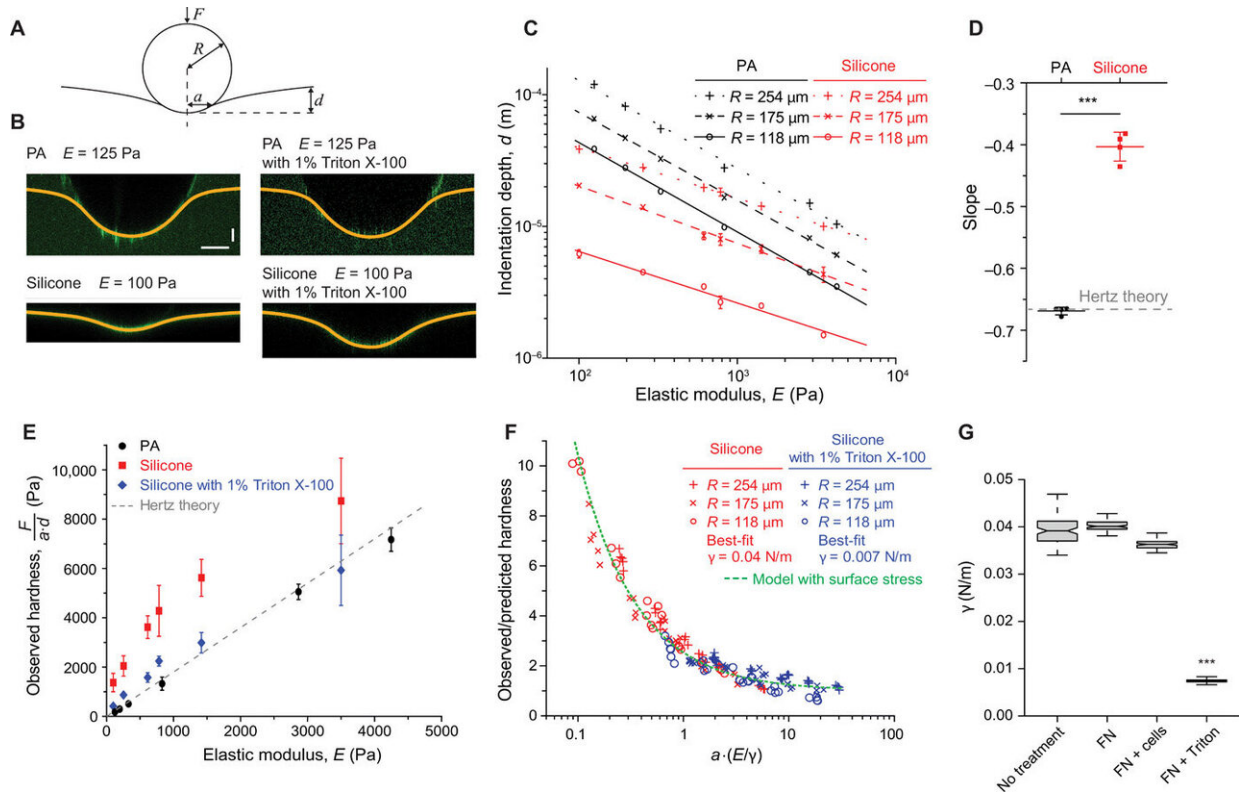 A
F
R
a
d
B
PA E = 125 Pa
PA E = 125 Pa
with 1% Triton X-100
Silicone E = 100 Pa
Silicone E = 100 Pa
with 1% Triton X-100
C
PA Silicone
R = 254 µm R = 254 µm
R = 175 µm R = 175 µm
R = 118 µm R = 118 µm
10⁻⁴
10⁻⁵
10⁻⁶
Indentation depth, d (m)
10² 10³ 10⁴
Elastic modulus, E (Pa)
D
PA Silicone
***
–0.3
–0.4
–0.5
–0.6
–0.7
Slope
Hertz theory
E
PA
Silicone
Silicone with 1% Triton X-100
Hertz theory
10,000
8000
6000
4000
2000
0
Observed hardness, F/a·d (Pa)
0 1000 2000 3000 4000 5000
Elastic modulus, E (Pa)
F
Silicone Silicone
with 1% Triton X-100
R = 254 µm R = 254 µm
R = 175 µm R = 175 µm
R = 118 µm R = 118 µm
Best-fit Best-fit
γ = 0.04 N/m γ = 0.007 N/m
Model with surface stress
10
8
6
4
2
0
Observed/predicted hardness
0.1 1 10
a·(E/γ)
G
0.05
0.04
0.03
0.02
0.01
0.00
γ (N/m)
***
No treatment
FN
FN + cells
FN + Triton